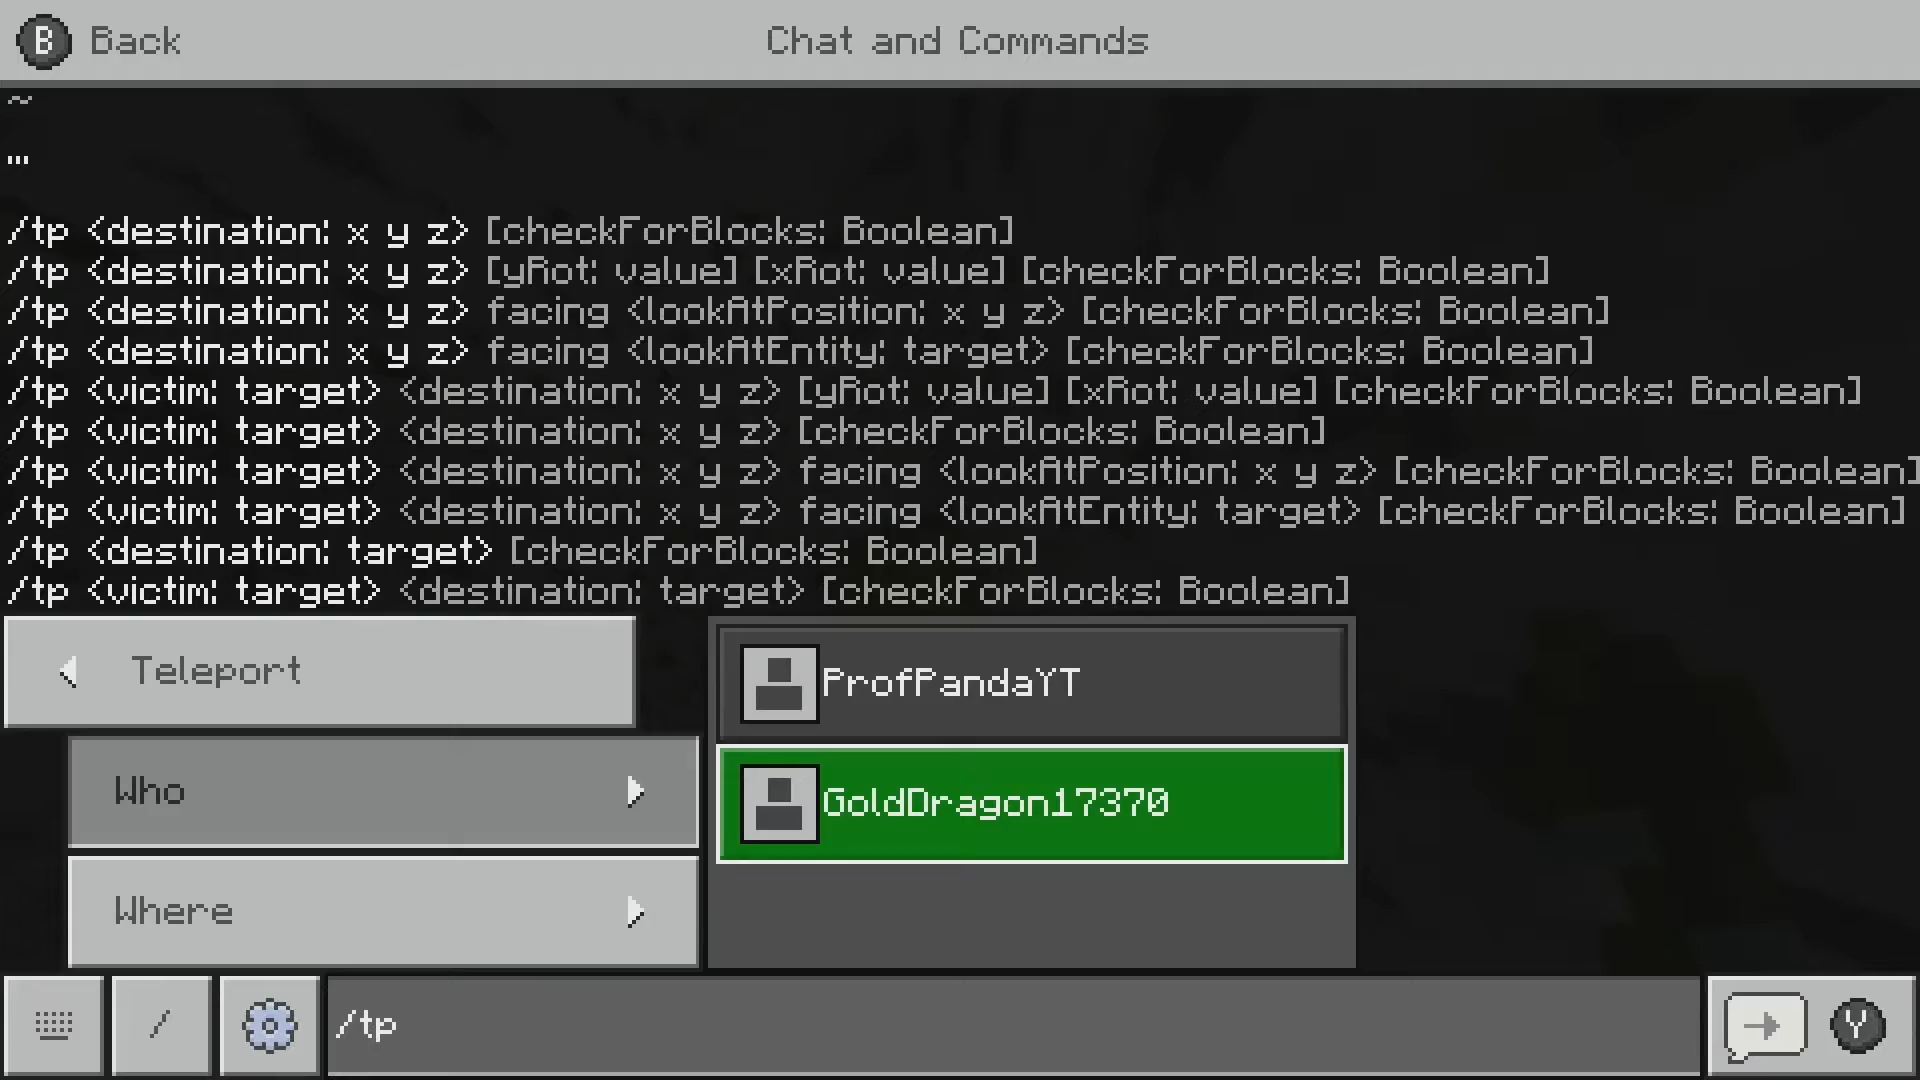 B Back
Chat and Commands
~
...
/tp <destination: x y z> [checkForBlocks: Boolean]
/tp <destination: x y z> [yRot: value] [xRot: value] [checkForBlocks: Boolean]
/tp <destination: x y z> facing <lookAtPosition: x y z> [checkForBlocks: Boolean]
/tp <destination: x y z> facing <lookAtEntity: target> [checkForBlocks: Boolean]
/tp <victim: target> <destination: x y z> [yRot: value] [xRot: value] [checkForBlocks: Boolean]
/tp <victim: target> <destination: x y z> [checkForBlocks: Boolean]
/tp <victim: target> <destination: x y z> facing <lookAtPosition: x y z> [checkForBlocks: Boolean]
/tp <victim: target> <destination: x y z> facing <lookAtEntity: target> [checkForBlocks: Boolean]
/tp <destination: target> [checkForBlocks: Boolean]
/tp <victim: target> <destination: target> [checkForBlocks: Boolean]
Teleport
Who
Where
ProfPandaYT
GoldDragon17370
/
/tp
Y